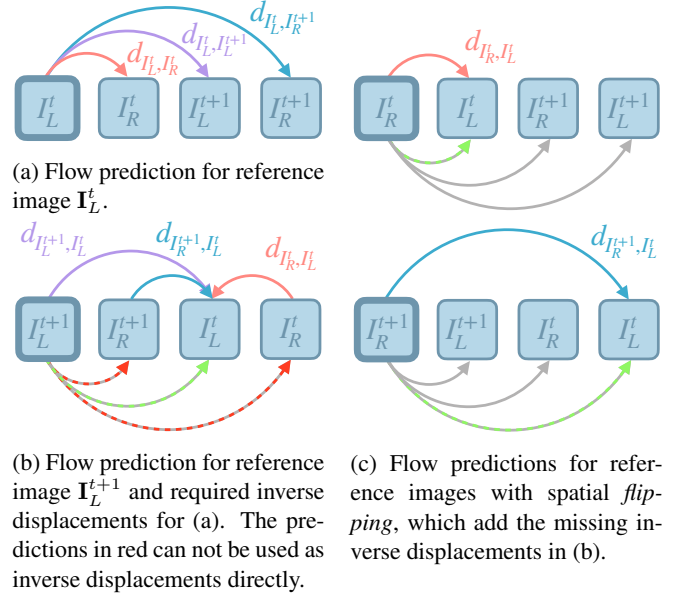 d_{I_L^t, I_R^{t+1}}
d_{I_L^t, I_L^{t+1}}
d_{I_L^t, I_R^t}
I_L^t I_R^t I_L^{t+1} I_R^{t+1}
(a) Flow prediction for reference
image I_L^t.
d_{I_R^t, I_L^t}
I_R^t I_L^t I_R^{t+1} I_L^{t+1}
d_{I_L^{t+1}, I_L^t} d_{I_R^{t+1}, I_L^t} d_{I_R^t, I_L^t}
I_L^{t+1} I_R^{t+1} I_L^t I_R^t
(b) Flow prediction for reference
image I_L^{t+1} and required inverse
displacements for (a). The pre-
dictions in red can not be used as
inverse displacements directly.
d_{I_R^{t+1}, I_L^t}
I_R^{t+1} I_L^{t+1} I_R^t I_L^t
(c) Flow predictions for refer-
ence images with spatial flip-
ping, which add the missing in-
verse displacements in (b).